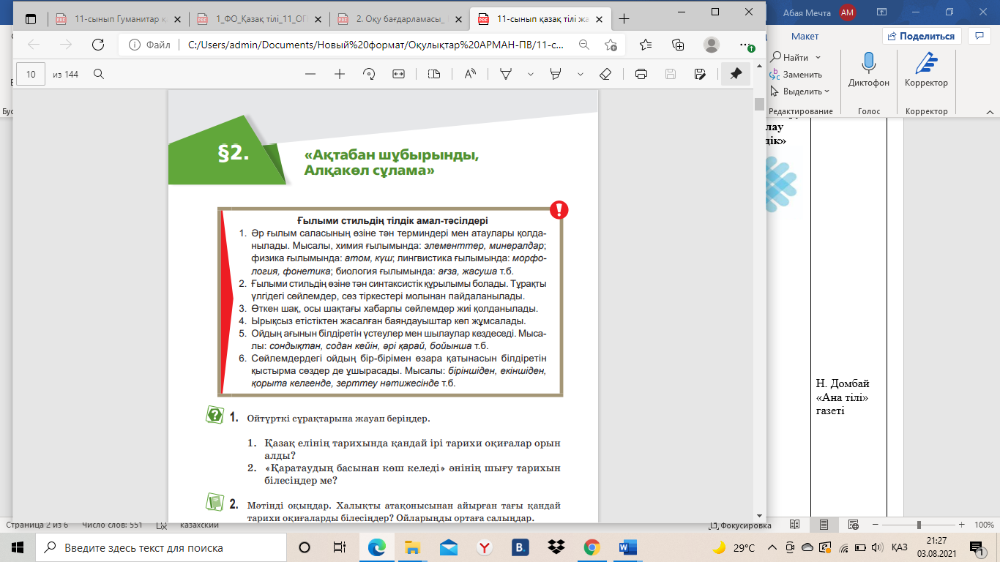 11-сынып Гуманитар қ
1_ФО_Қазақ тілі_11_ОГН
2. Оқу бағдарламасы_
11-сынып қазақ тілі жа
Абая Мечта
AM
Файл
C:/Users/admin/Documents/Новый%20формат/Оқулықтар%20АРМАН-ПВ/11-с...
Макет
Поделиться
10 из 144
Найти
Заменить
Выделить
Редактирование
Диктофон
Голос
Корректор
Корректор
Бус
лау
дік»
§2.
«Ақтабан шұбырынды,
Алқакөл сұлама»
Ғылыми стильдің тілдік амал-тәсілдері
1. Әр ғылым саласының өзіне тән терминдері мен атаулары қолда-
нылады. Мысалы, химия ғылымында: элементтер, минералдар;
физика ғылымында: атом, күш; лингвистика ғылымында: морфо-
логия, фонетика; биология ғылымында: ағза, жасуша т.б.
2. Ғылыми стильдің өзіне тән синтаксистік құрылымы болады. Тұрақты
үлгідегі сөйлемдер, сөз тіркестері молынан пайдаланылады.
3. Өткен шақ, осы шақтағы хабарлы сөйлемдер жиі қолданылады.
4. Ырықсыз етістіктен жасалған баяндауыштар көп жұмсалады.
5. Ойдың ағынын білдіретін үстеулер мен шылаулар кездеседі. Мыса-
лы: сондықтан, содан кейін, әрі қарай, бойынша т.б.
6. Сөйлемдердегі ойдың бір-бірімен өзара қатынасын білдіретін
қыстырма сөздер де ұшырасады. Мысалы: біріншіден, екіншіден,
қорыта келгенде, зерттеу нәтижесінде т.б.
1. Ойтүрткі сұрақтарына жауап беріңдер.
1. Қазақ елінің тарихында қандай ірі тарихи оқиғалар орын
алды?
2. «Қаратаудың басынан көш келеді» әнінің шығу тарихын
білесіңдер ме?
2. Мәтінді оқыңдар. Халықты атақонысынан айырған тағы қандай
тарихи оқиғаларды білесіңдер? Ойларыңды ортаға салыңдар.
Н. Домбай
«Ана тілі»
газеті
Страница 2 из 6
Число слов: 551
казахский
Фокусировка
100%
Введите здесь текст для поиска
29°C
ҚАЗ
21:27
03.08.2021
1